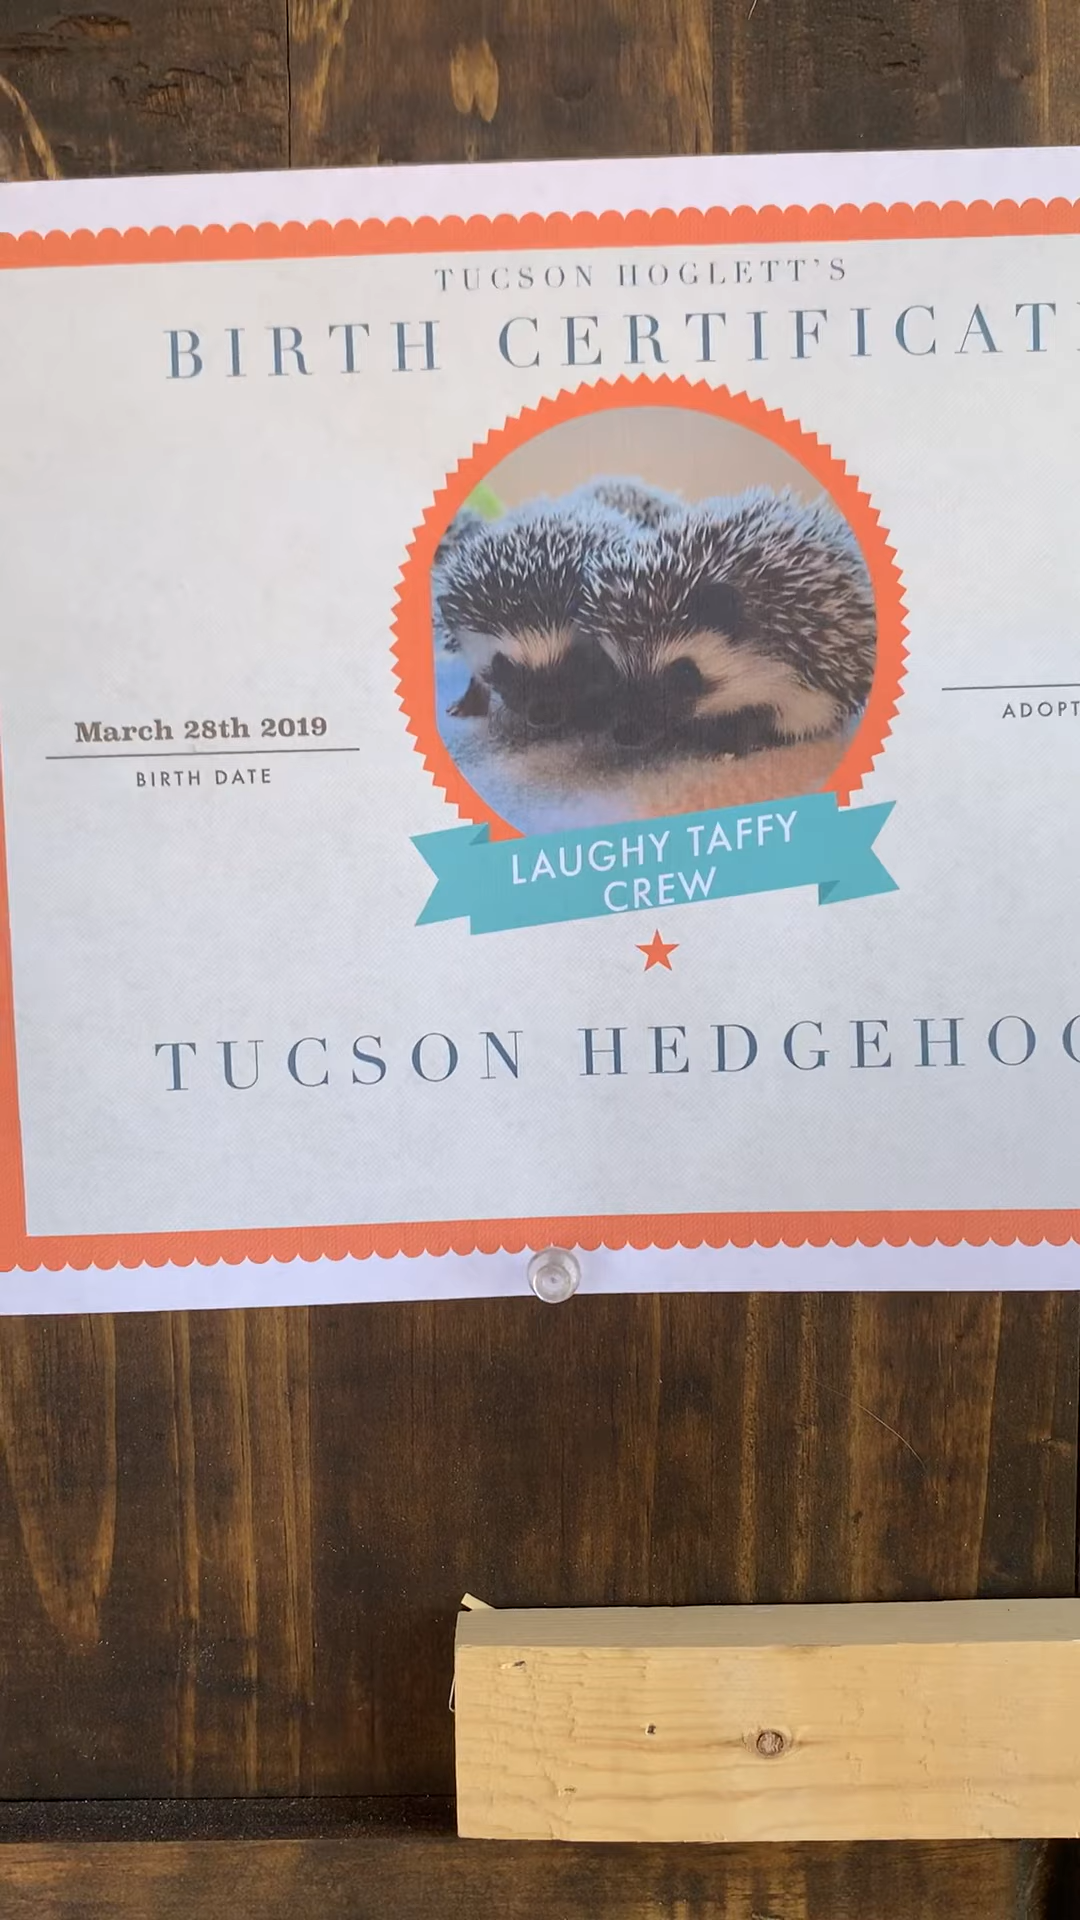 TUCSON HOGLETT'S
BIRTH CERTIFICAT
March 28th 2019
BIRTH DATE
ADOPT
LAUGHY TAFFY
CREW
TUCSON HEDGEHO